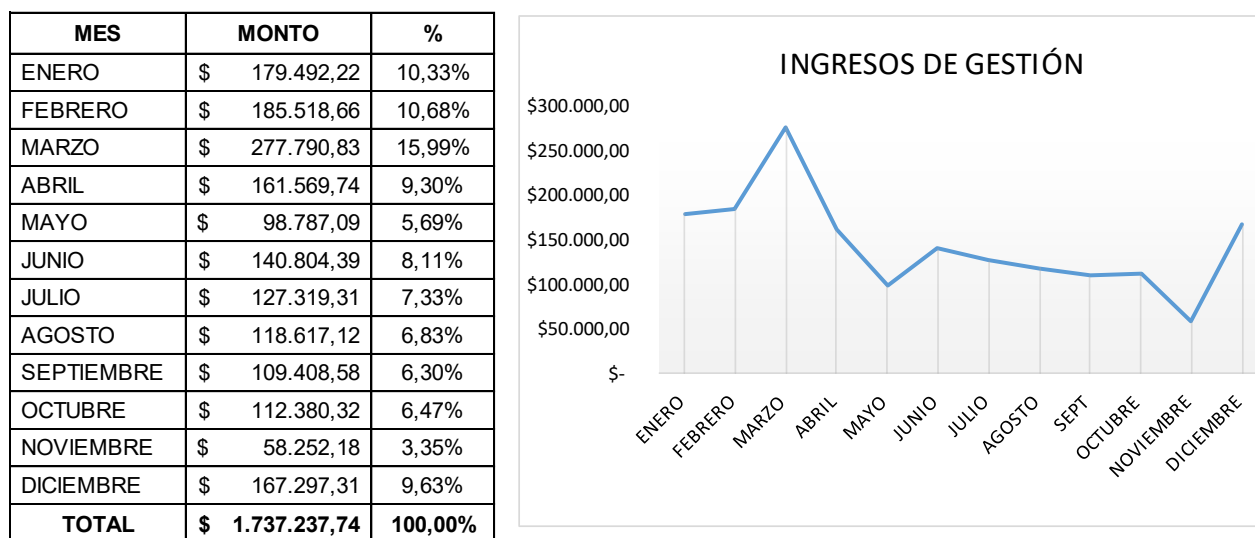 MES MONTO %
ENERO $ 179.492,22 10,33%
FEBRERO $ 185.518,66 10,68%
MARZO $ 277.790,83 15,99%
ABRIL $ 161.569,74 9,30%
MAYO $ 98.787,09 5,69%
JUNIO $ 140.804,39 8,11%
JULIO $ 127.319,31 7,33%
AGOSTO $ 118.617,12 6,83%
SEPTIEMBRE $ 109.408,58 6,30%
OCTUBRE $ 112.380,32 6,47%
NOVIEMBRE $ 58.252,18 3,35%
DICIEMBRE $ 167.297,31 9,63%
TOTAL $ 1.737.237,74 100,00%
INGRESOS DE GESTIÓN
$300.000,00
$250.000,00
$200.000,00
$150.000,00
$100.000,00
$50.000,00
$-
ENERO
FEBRERO
MARZO
ABRIL
MAYO
JUNIO
JULIO
AGOSTO
SEPT
OCTUBRE
NOVIEMBRE
DICIEMBRE